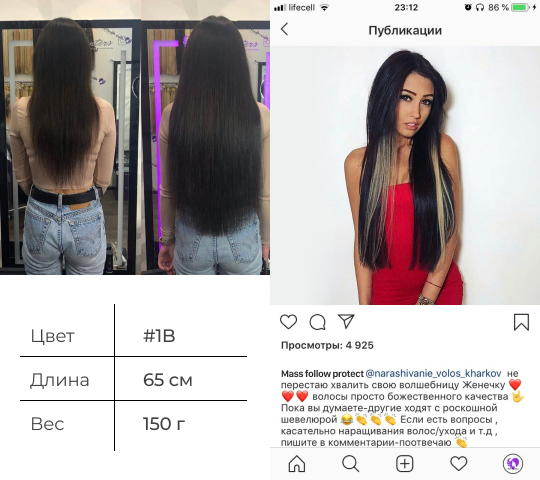 Цвет #1B
Длина 65 см
Вес 150 г
lifecell 23:12 86 %
Публикации
Просмотры: 4 925
Mass follow protect @narashivanie_volos_kharkov не
перестаю хвалить свою волшебницу Женечку ❤️
❤️❤️ волосы просто божественного качества 🤟
Пока вы думаете-другие ходят с роскошной
шевелюрой 😂👏👏👏 Если есть вопросы ,
касательно наращивания волос/ухода и т.д ,
пишите в комментарии-поотвечаю 👏